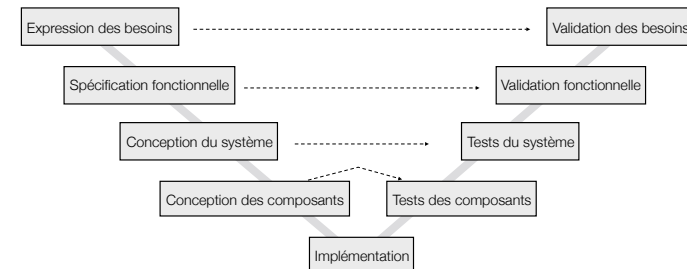 Expression des besoins
Validation des besoins
Spécification fonctionnelle
Validation fonctionnelle
Conception du système
Tests du système
Conception des composants
Tests des composants
Implémentation